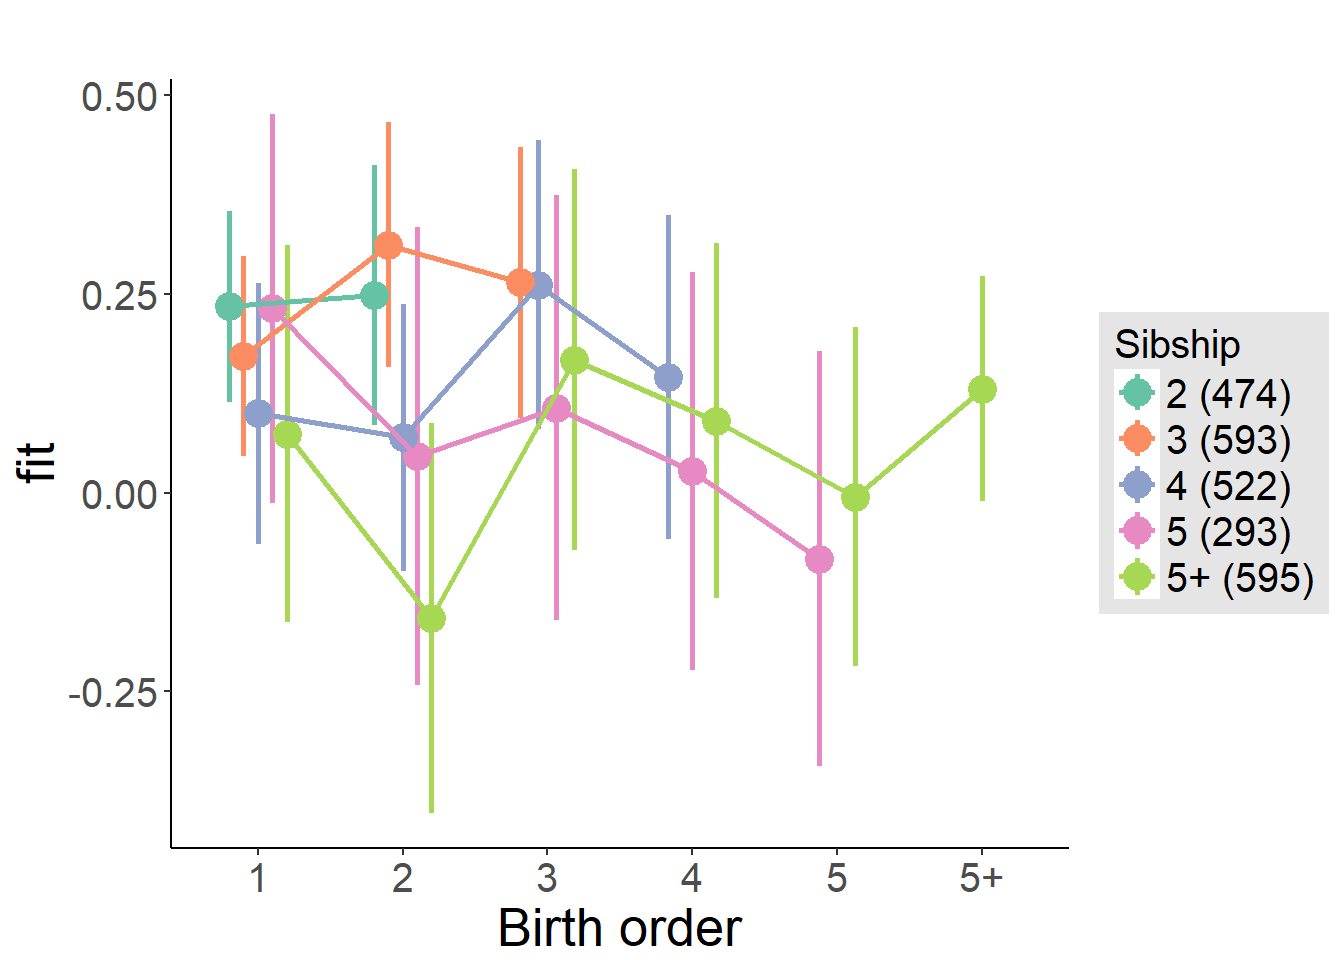 0.50
0.25
0.00
-0.25
fit
1 2 3 4 5 5+
Birth order
Sibship
2 (474)
3 (593)
4 (522)
5 (293)
5+ (595)